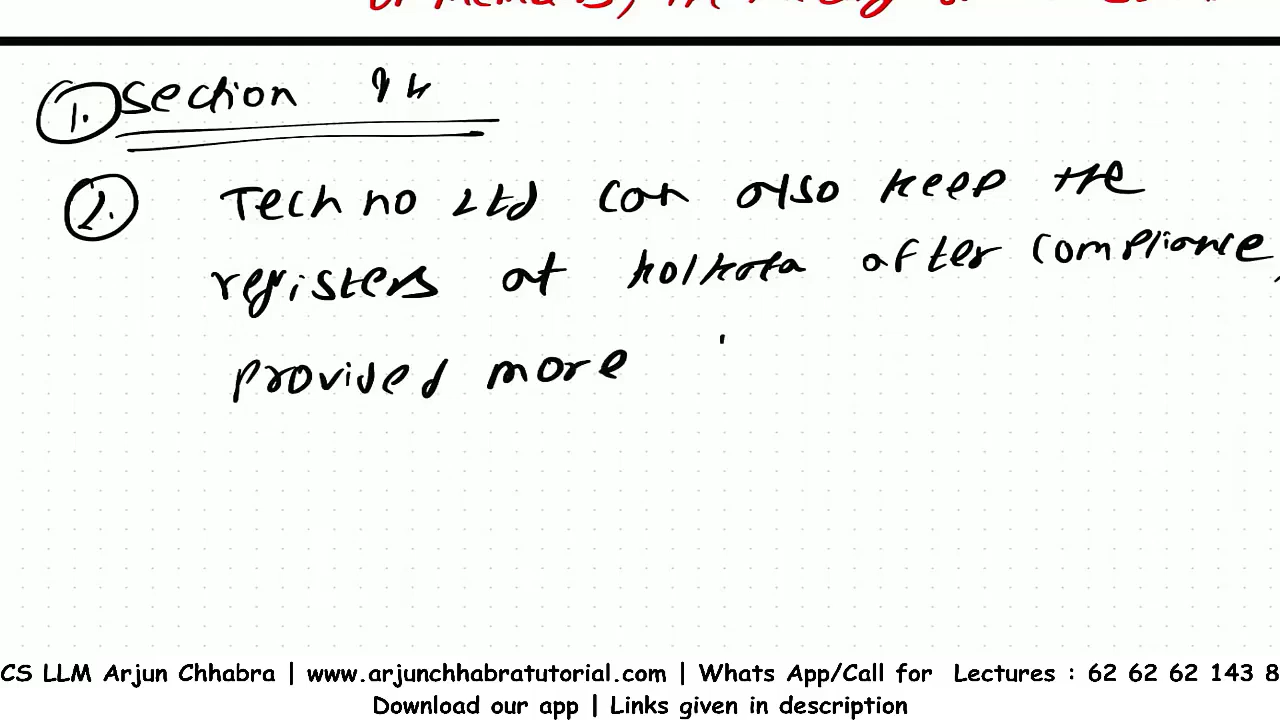 1. Section 94
2. Techno Ltd can also keep the
registers at Kolkata after compliance,
provided more
CS LLM Arjun Chhabra | www.arjunchhabratutorial.com | Whats App/Call for Lectures : 62 62 62 143 8
Download our app | Links given in description